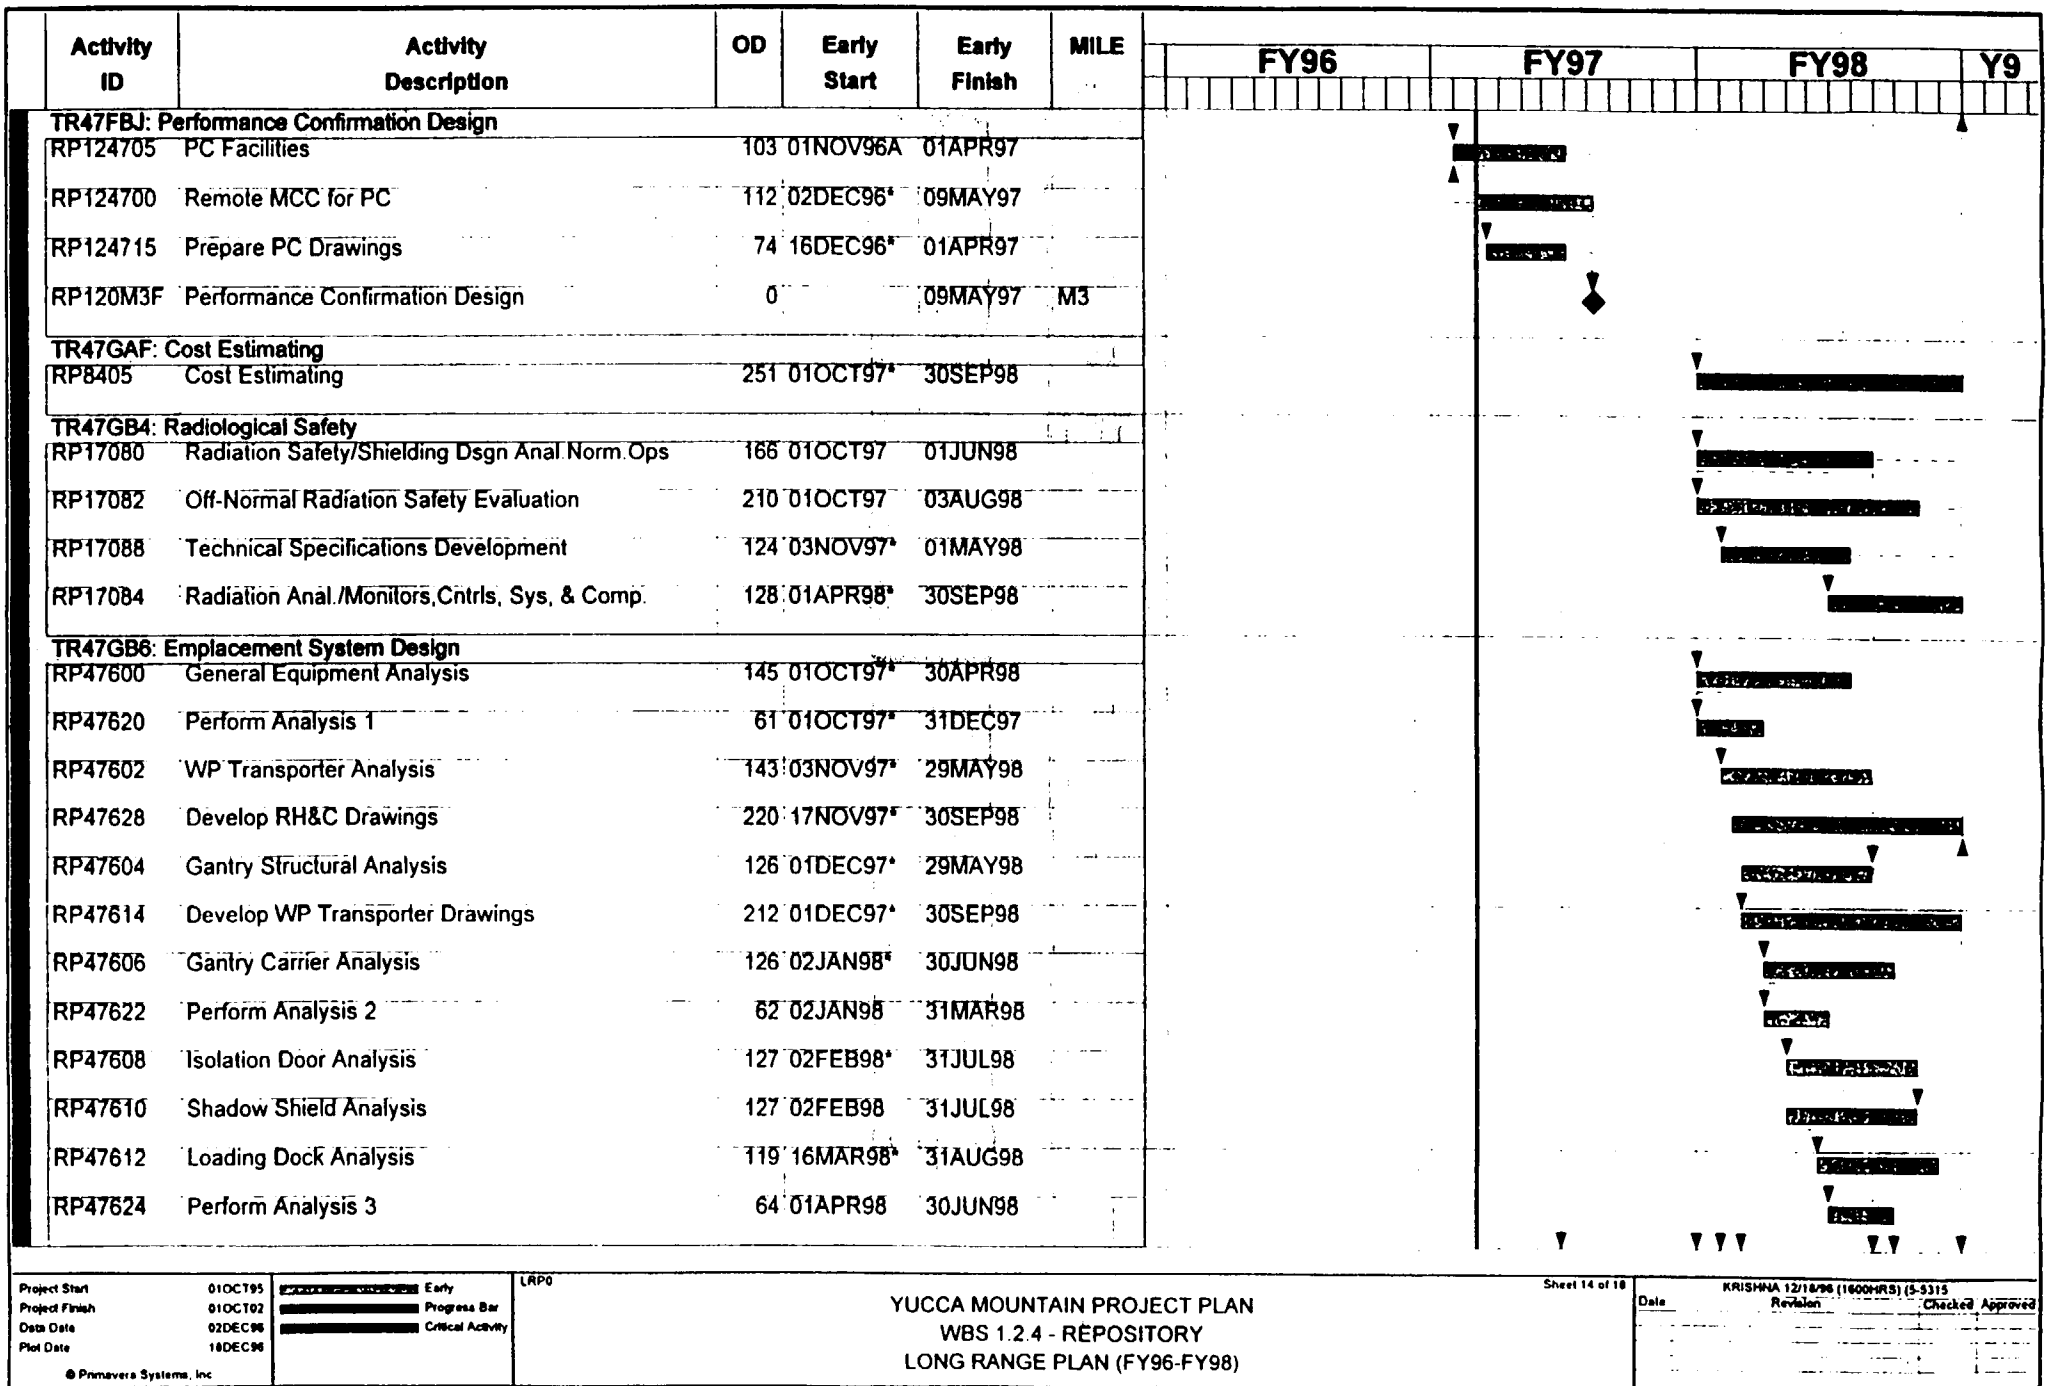 Activity ID Activity Description OD Early Start Early Finish MILE FY96 FY97 FY98 Y9
TR47FBJ: Performance Confirmation Design
RP124705 PC Facilities 103 01NOV96A 01APR97
RP124700 Remote MCC for PC 112 02DEC96* 09MAY97
RP124715 Prepare PC Drawings 74 16DEC96* 01APR97
RP120M3F Performance Confirmation Design 0 09MAY97 M3
TR47GAF: Cost Estimating
RP8405 Cost Estimating 251 01OCT97* 30SEP98
TR47GB4: Radiological Safety
RP17080 Radiation Safety/Shielding Dsgn Anal.Norm.Ops 166 01OCT97 01JUN98
RP17082 Off-Normal Radiation Safety Evaluation 210 01OCT97 03AUG98
RP17088 Technical Specifications Development 124 03NOV97* 01MAY98
RP17084 Radiation Anal./Monitors,Cntrls, Sys, & Comp. 128 01APR98* 30SEP98
TR47GB6: Emplacement System Design
RP47600 General Equipment Analysis 145 01OCT97* 30APR98
RP47620 Perform Analysis 1 61 01OCT97* 31DEC97
RP47602 WP Transporter Analysis 143 03NOV97* 29MAY98
RP47628 Develop RH&C Drawings 220 17NOV97* 30SEP98
RP47604 Gantry Structural Analysis 126 01DEC97* 29MAY98
RP47614 Develop WP Transporter Drawings 212 01DEC97* 30SEP98
RP47606 Gantry Carrier Analysis 126 02JAN98* 30JUN98
RP47622 Perform Analysis 2 62 02JAN98 31MAR98
RP47608 Isolation Door Analysis 127 02FEB98* 31JUL98
RP47610 Shadow Shield Analysis 127 02FEB98 31JUL98
RP47612 Loading Dock Analysis 119 16MAR98* 31AUG98
RP47624 Perform Analysis 3 64 01APR98 30JUN98
Project Start 01OCT95
Project Finish 01OCT02
Data Date 02DEC96
Plot Date 18DEC96
© Primavera Systems, Inc
Early
Progress Bar
Critical Activity
LRP0
YUCCA MOUNTAIN PROJECT PLAN
WBS 1.2.4 - REPOSITORY
LONG RANGE PLAN (FY96-FY98)
Sheet 14 of 18
KRISHNA 12/18/96 (1600HRS) (5-5315
Date Revision Checked Approved